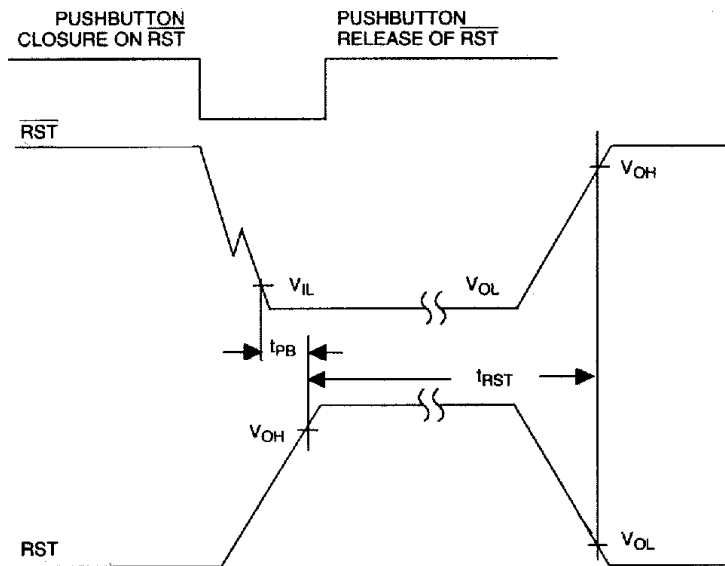 PUSHBUTTON
CLOSURE ON RST
PUSHBUTTON
RELEASE OF RST
RST
VOH
VIL
VOL
tPB
tRST
VOH
RST
VOL